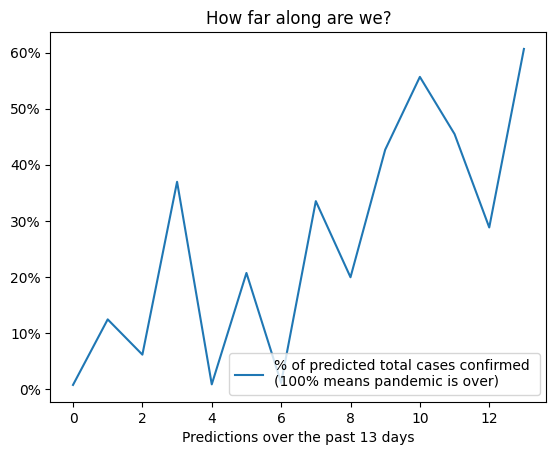 How far along are we?
60%
50%
40%
30%
20%
10%
0%
% of predicted total cases confirmed
(100% means pandemic is over)
0 2 4 6 8 10 12
Predictions over the past 13 days